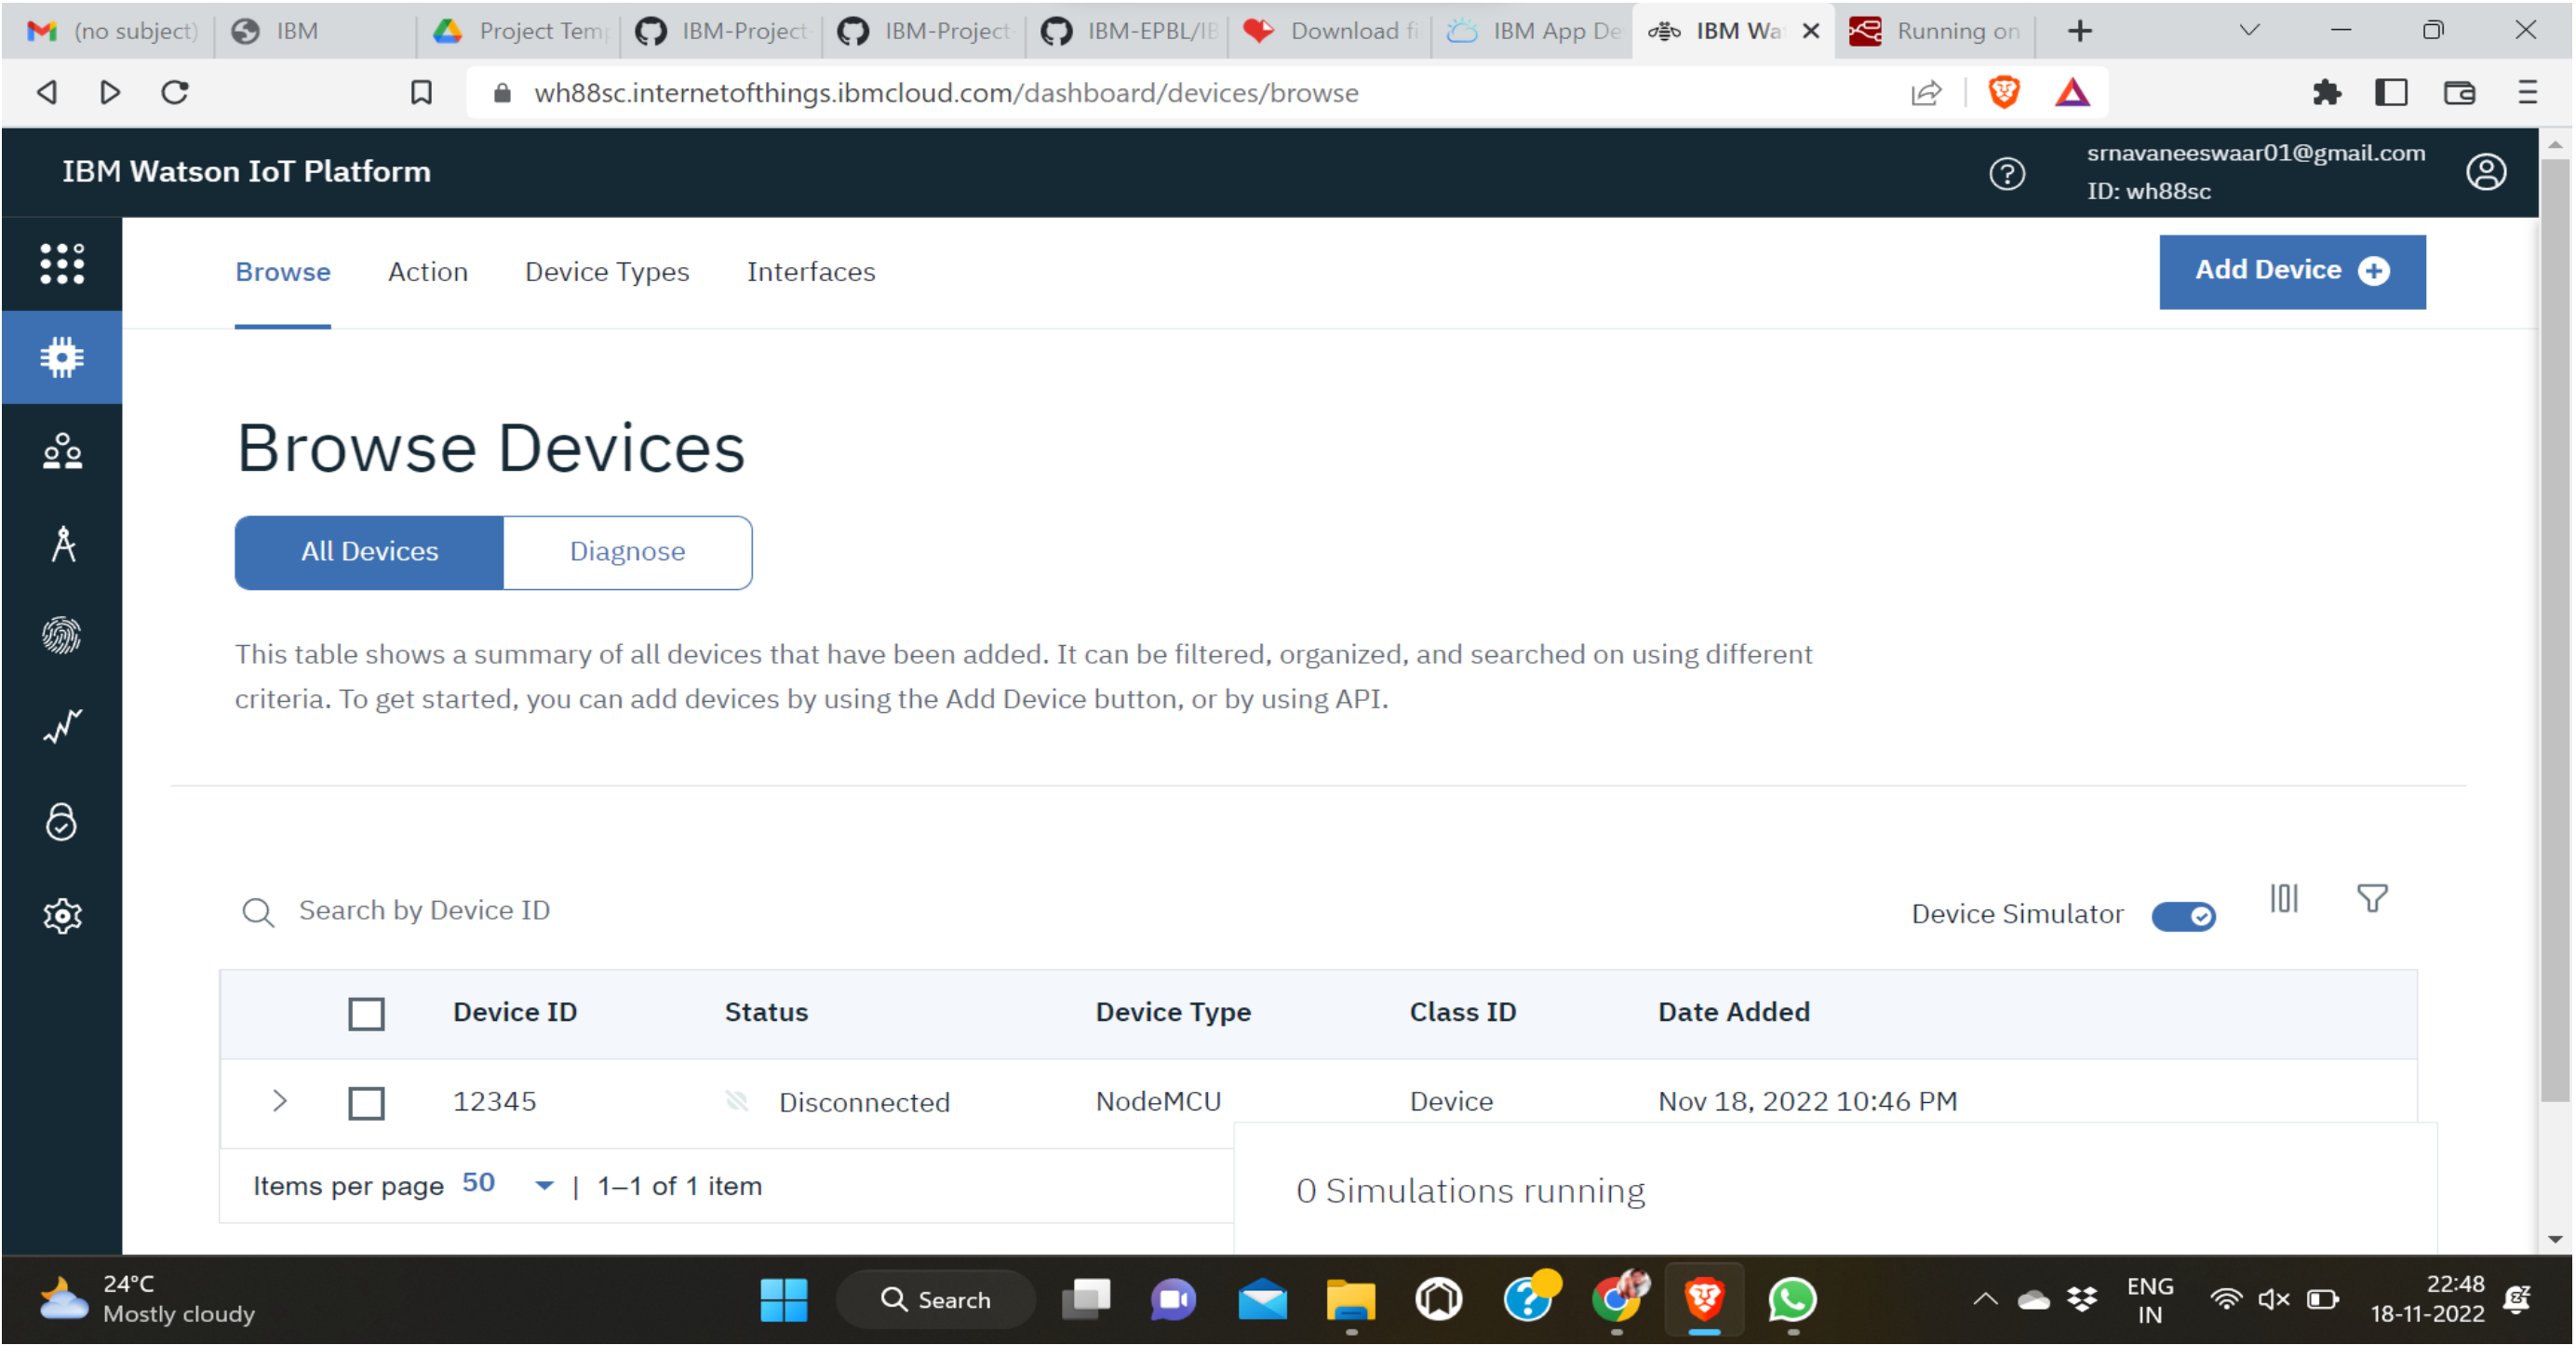 (no subject) IBM Project Temp IBM-Project IBM-Project IBM-EPBL/IB Download fi IBM App De IBM Wat Running on
wh88sc.internetofthings.ibmcloud.com/dashboard/devices/browse
IBM Watson IoT Platform
srnavaneeswaar01@gmail.com
ID: wh88sc
Browse Action Device Types Interfaces
Add Device
Browse Devices
All Devices Diagnose
This table shows a summary of all devices that have been added. It can be filtered, organized, and searched on using different
criteria. To get started, you can add devices by using the Add Device button, or by using API.
Search by Device ID
Device Simulator
Device ID Status Device Type Class ID Date Added
12345 Disconnected NodeMCU Device Nov 18, 2022 10:46 PM
Items per page 50 | 1–1 of 1 item
0 Simulations running
24°C
Mostly cloudy
Search
ENG
IN
22:48
18-11-2022